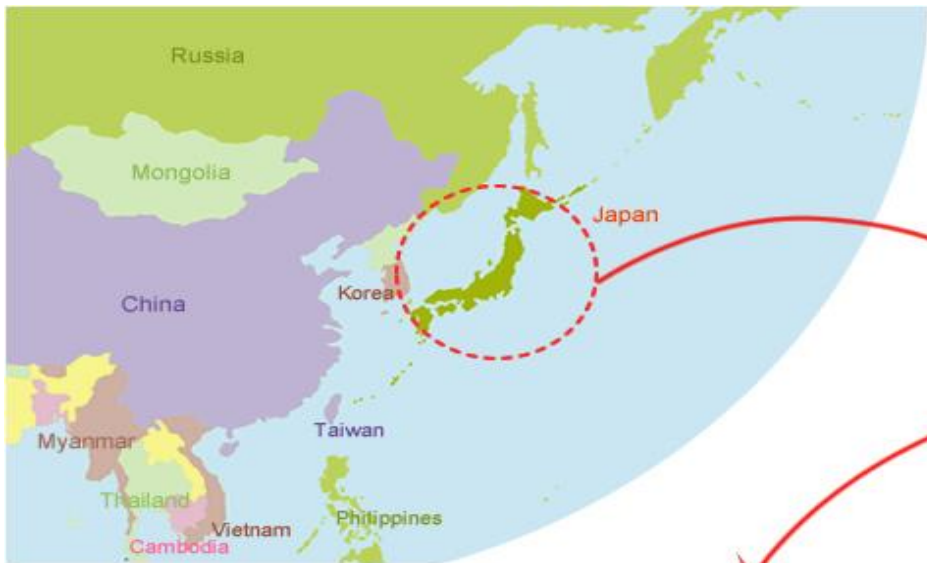 Russia
Mongolia
Japan
Korea
China
Taiwan
Myanmar
Thailand
Philippines
Vietnam
Cambodia